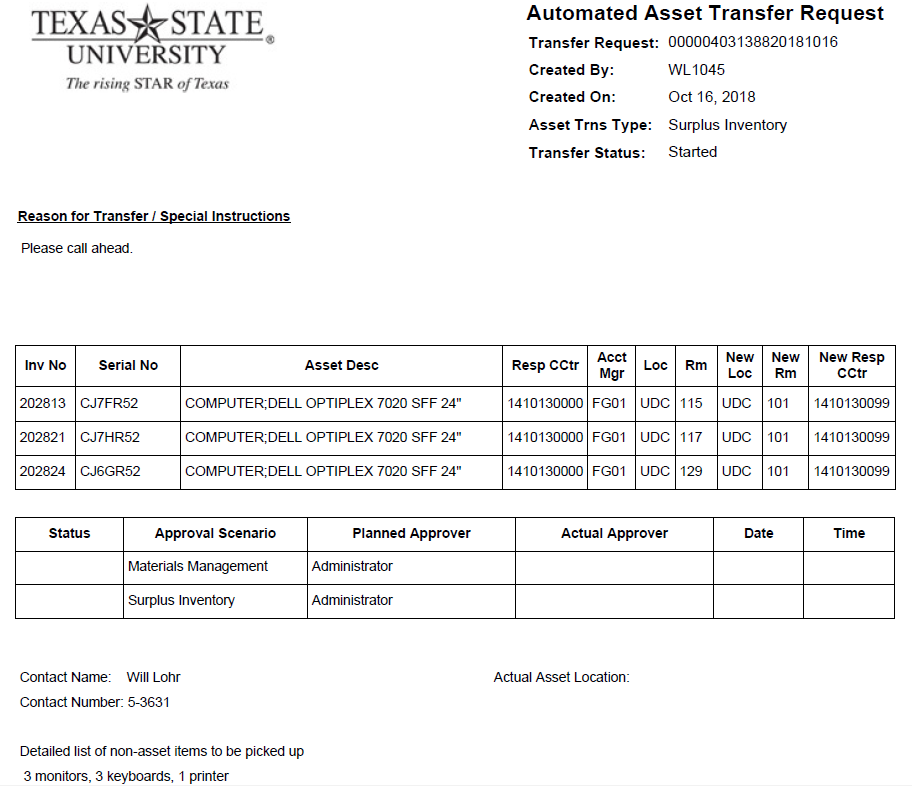 TEXAS STATE
UNIVERSITY®
The rising STAR of Texas
Automated Asset Transfer Request
Transfer Request: 00000403138820181016
Created By: WL1045
Created On: Oct 16, 2018
Asset Trns Type: Surplus Inventory
Transfer Status: Started
Reason for Transfer / Special Instructions
Please call ahead.
Inv No Serial No Asset Desc Resp CCtr Acct Mgr Loc Rm New Loc New Rm New Resp CCtr
202813 CJ7FR52 COMPUTER;DELL OPTIPLEX 7020 SFF 24" 1410130000 FG01 UDC 115 UDC 101 1410130099
202821 CJ7HR52 COMPUTER;DELL OPTIPLEX 7020 SFF 24" 1410130000 FG01 UDC 117 UDC 101 1410130099
202824 CJ6GR52 COMPUTER;DELL OPTIPLEX 7020 SFF 24" 1410130000 FG01 UDC 129 UDC 101 1410130099
Status Approval Scenario Planned Approver Actual Approver Date Time
Materials Management Administrator
Surplus Inventory Administrator
Contact Name: Will Lohr
Actual Asset Location:
Contact Number: 5-3631
Detailed list of non-asset items to be picked up
3 monitors, 3 keyboards, 1 printer